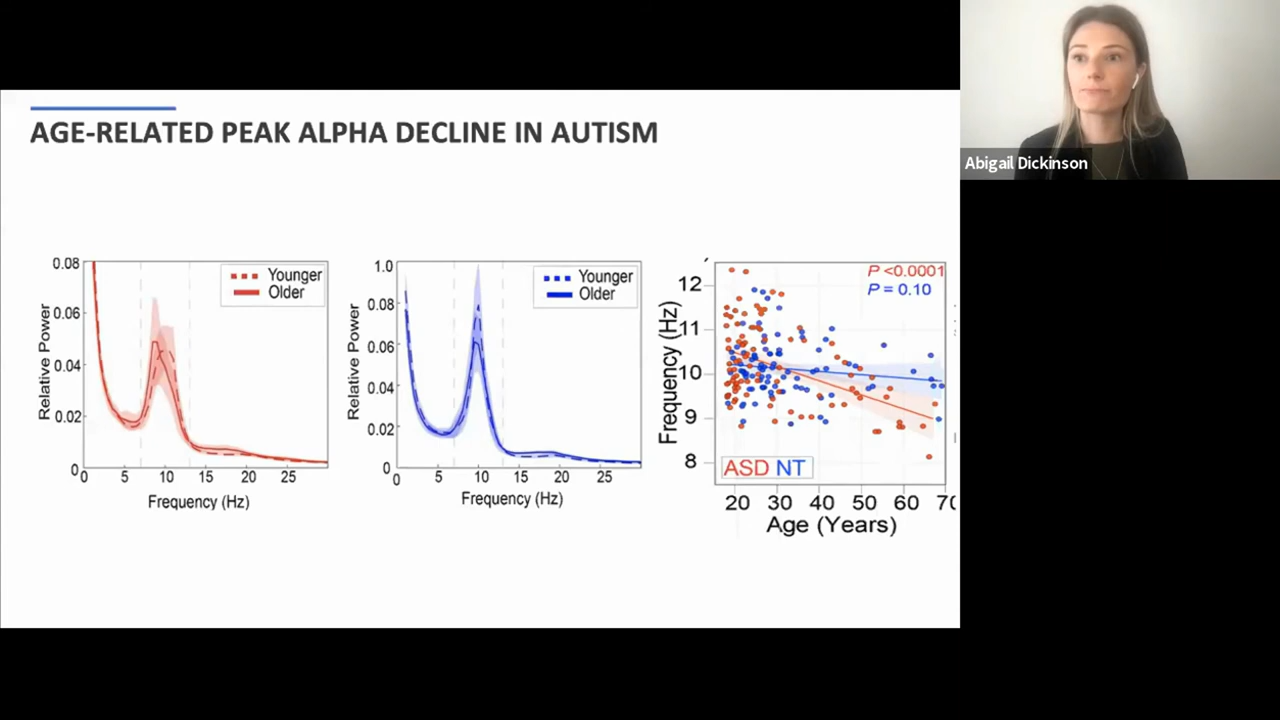 AGE-RELATED PEAK ALPHA DECLINE IN AUTISM
Abigail Dickinson
0.08
0.06
0.04
0.02
0
Relative Power
Younger
Older
0
5
10
15
20
25
Frequency (Hz)
1.0
0.08
0.06
0.04
0.02
0
Relative Power
Younger
Older
0
5
10
15
20
25
Frequency (Hz)
12
11
10
9
8
Frequency (Hz)
P <0.0001
P = 0.10
ASD NT
20 30 40 50 60 70
Age (Years)